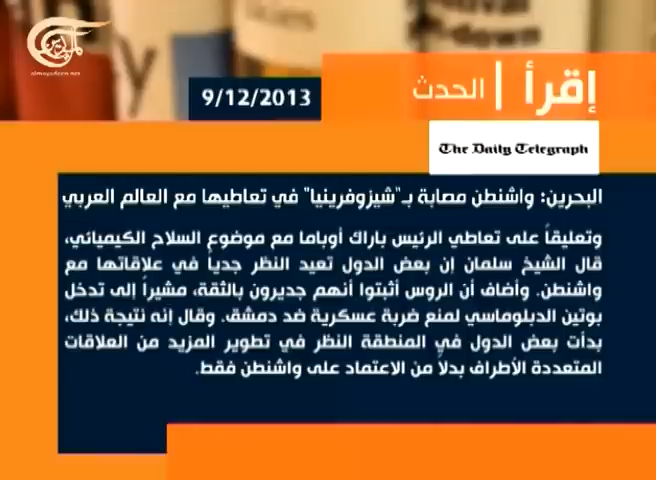 الميادين
almayadeen.net
إقرأ | الحدث
9/12/2013
The Daily Telegraph
البحرين: واشنطن مصابة بـ"شيزوفرينيا" في تعاطيها مع العالم العربي
وتعليقاً على تعاطي الرئيس باراك أوباما مع موضوع السلاح الكيميائي،
قال الشيخ سلمان إن بعض الدول تعيد النظر جدياً في علاقاتها مع
واشنطن. وأضاف أن الروس أثبتوا أنهم جديرون بالثقة، مشيراً إلى تدخل
بوتين الدبلوماسي لمنع ضربة عسكرية ضد دمشق. وقال إنه نتيجة ذلك،
بدأت بعض الدول في المنطقة النظر في تطوير المزيد من العلاقات
المتعددة الأطراف بدلاً من الاعتماد على واشنطن فقط.